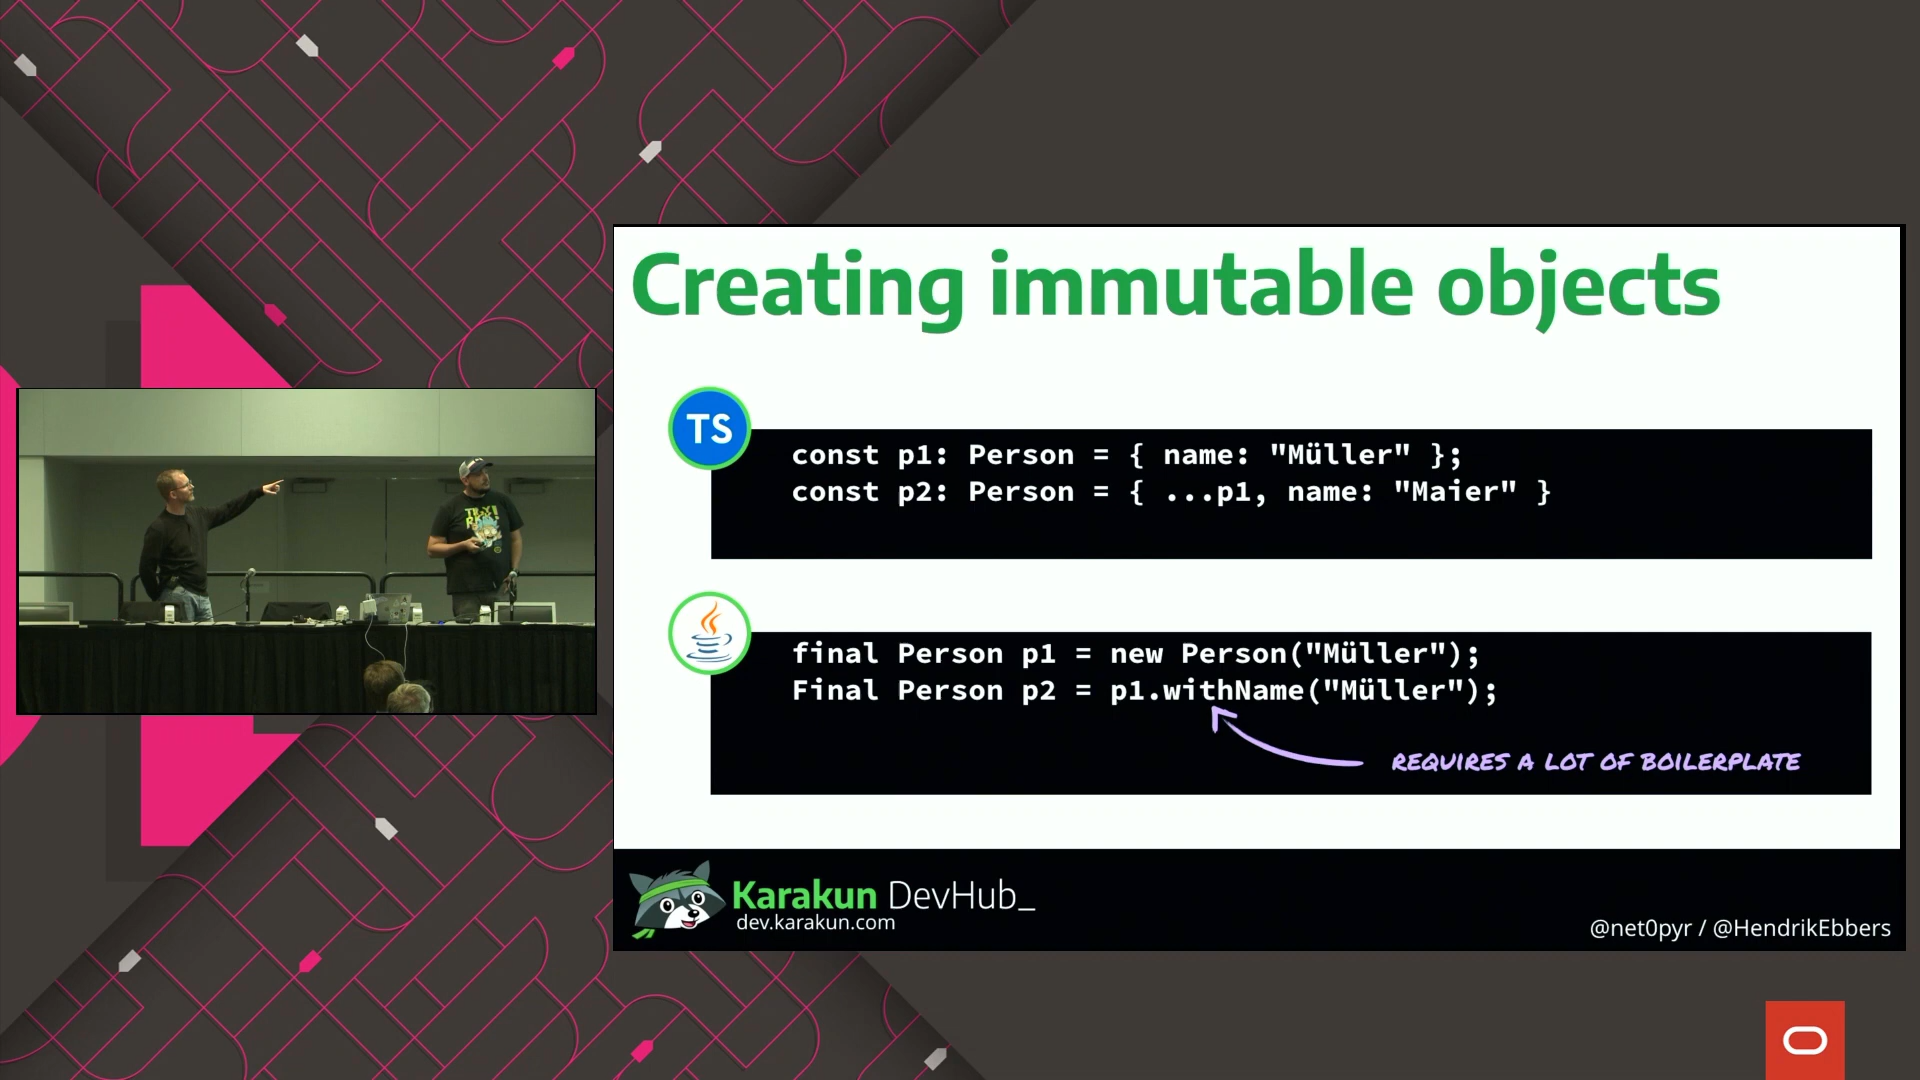 Creating immutable objects
TS
const p1: Person = { name: "Müller" };
const p2: Person = { ...p1, name: "Maier" }
final Person p1 = new Person("Müller");
Final Person p2 = p1.withName("Müller");
REQUIRES A LOT OF BOILERPLATE
Karakun DevHub_
dev.karakun.com
@net0pyr / @HendrikEbbers